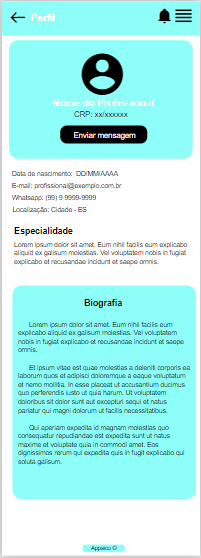 Perfil
Nome do Profissional
CRP: xx/xxxxxx
Enviar mensagem
Data de nascimento: DD/MM/AAAA
E-mail: profissional@exemplo.com.br
Whatsapp: (99) 9 9999-9999
Localização: Cidade - ES
Especialidade
Lorem ipsum dolor sit amet. Eum nihil facilis eum explicabo
aliquid ex galisum molestias. Vel voluptatem nobis in fugiat
explicabo et recusandae incidunt et saepe omnis.
Biografia
Lorem ipsum dolor sit amet. Eum nihil facilis eum
explicabo aliquid ex galisum molestias. Vel voluptatem
nobis in fugiat explicabo et recusandae incidunt et saepe
omnis.
Et ipsum vitae est quae molestias a deleniti corporis ea
laborum quos et adipisci doloremque a eaque voluptatum
et nemo mollitia. In esse placeat ut accusantium ducimus
quo perferendis iusto ut quia harum. Ut voluptatem
doloribus sit dolor sunt aut excepturi sequi et natus
pariatur qui magni dolorum ut facilis necessitatibus.
Qui aperiam expedita id magnam molestias quo
consequatur repudiandae est expedita sunt ut natus
maxime et voluptate quia in commodi amet. Eos
dignissimos rerum qui expedita quis in fugit explicabo qui
soluta galisum.